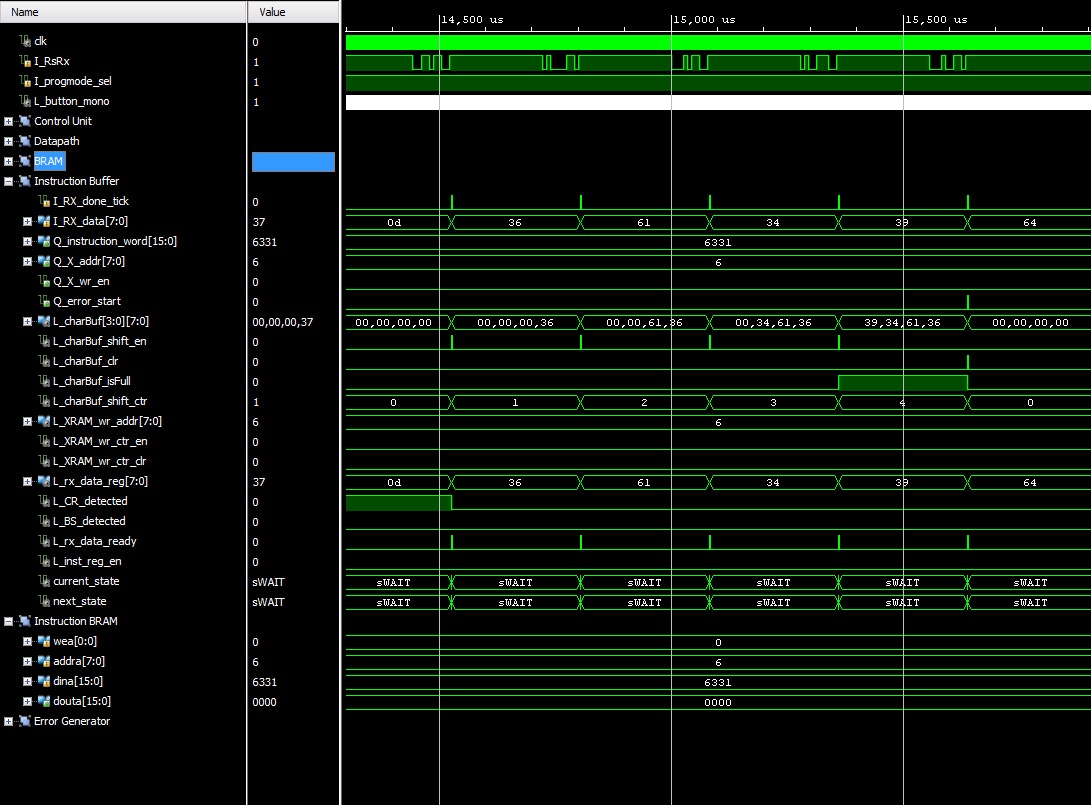 Name Value 14,500 us 15,000 us 15,500 us
clk 0
I_RsRx 1
I_progmode_sel 1
L_button_mono 1
Control Unit
Datapath
BRAM
Instruction Buffer
I_RX_done_tick 0
I_RX_data[7:0] 37 0d 36 61 34 39 64
Q_instruction_word[15:0] 6331 6331
Q_X_addr[7:0] 6 6
Q_X_wr_en 0
Q_error_start 0
L_charBuf[3:0][7:0] 00,00,00,37 00,00,00,00 00,00,00,36 00,00,61,36 00,34,61,36 39,34,61,36 00,00,00,00
L_charBuf_shift_en 0
L_charBuf_clr 0
L_charBuf_isFull 0
L_charBuf_shift_ctr 1 0 1 2 3 4 0
L_XRAM_wr_addr[7:0] 6 6
L_XRAM_wr_ctr_en 0
L_XRAM_wr_ctr_clr 0
L_rx_data_reg[7:0] 37 0d 36 61 34 39 64
L_CR_detected 0
L_BS_detected 0
L_rx_data_ready 0
L_inst_reg_en 0
current_state sWAIT sWAIT sWAIT sWAIT sWAIT sWAIT sWAIT
next_state sWAIT sWAIT sWAIT sWAIT sWAIT sWAIT sWAIT
Instruction BRAM
wea[0:0] 0 0
addra[7:0] 6 6
dina[15:0] 6331 6331
douta[15:0] 0000 0000
Error Generator